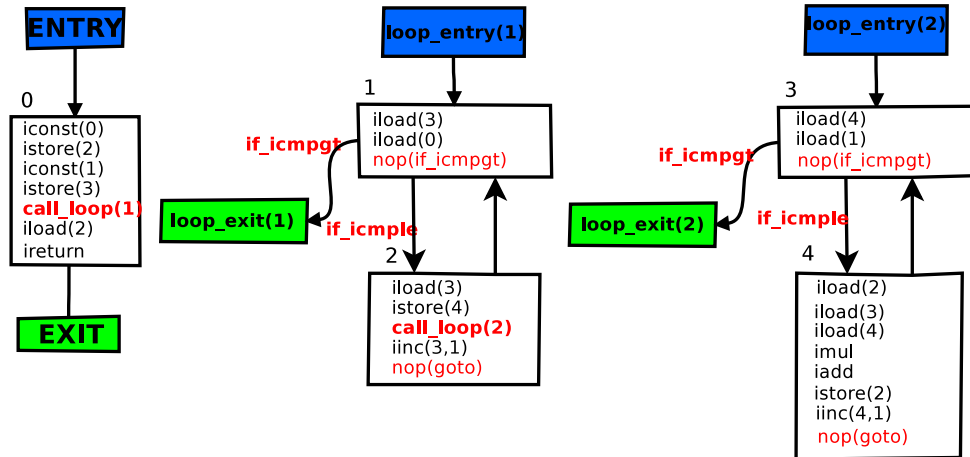 ENTRY
0
iconst(0)
istore(2)
iconst(1)
istore(3)
call_loop(1)
iload(2)
ireturn
EXIT
loop_entry(1)
1
iload(3)
iload(0)
nop(if_icmpgt)
if_icmpgt
loop_exit(1)
if_icmple
2
iload(3)
istore(4)
call_loop(2)
iinc(3,1)
nop(goto)
loop_entry(2)
3
iload(4)
iload(1)
nop(if_icmpgt)
if_icmpgt
loop_exit(2)
if_icmple
4
iload(2)
iload(3)
iload(4)
imul
iadd
istore(2)
iinc(4,1)
nop(goto)